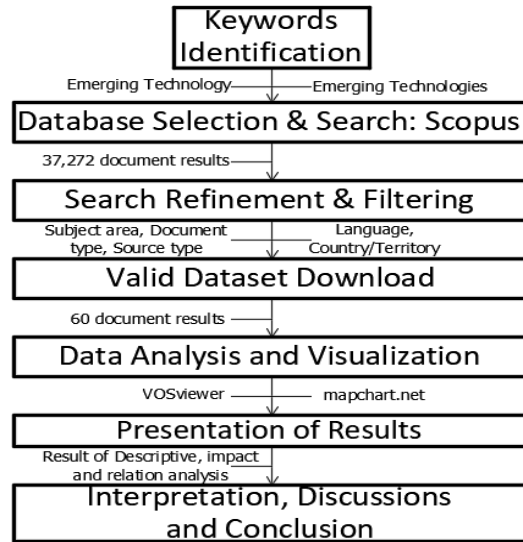 Keywords
Identification
Emerging Technology
Emerging Technologies
Database Selection & Search: Scopus
37,272 document results
Search Refinement & Filtering
Subject area, Document
type, Source type
Language,
Country/Territory
Valid Dataset Download
60 document results
Data Analysis and Visualization
VOSviewer
mapchart.net
Presentation of Results
Result of Descriptive, impact
and relation analysis
Interpretation, Discussions
and Conclusion